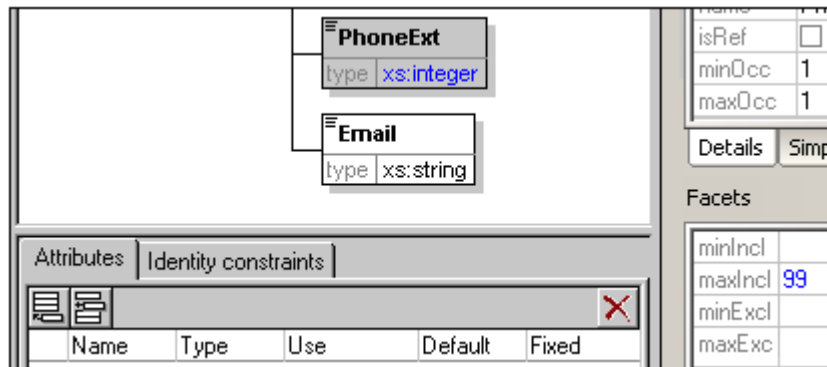 PhoneExt
type xs:integer
Email
type xs:string
isRef
minOcc 1
maxOcc 1
Details
Facets
minIncl
maxIncl 99
minExcl
maxExc
Attributes Identity constraints
Name Type Use Default Fixed